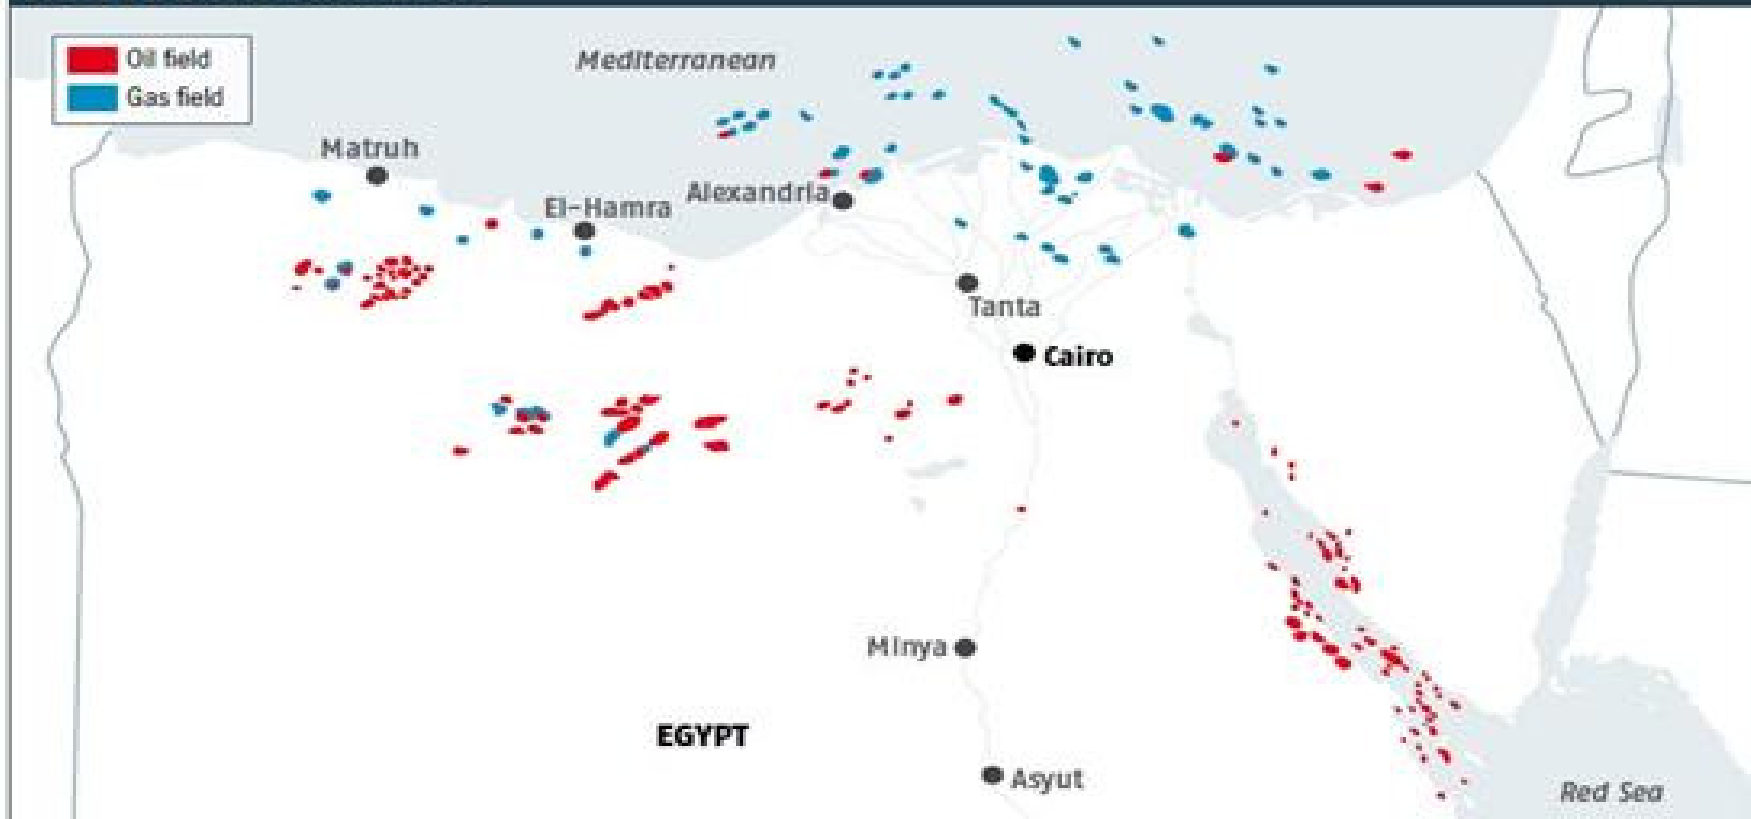 Oil field
Gas field
Mediterranean
Matruh
El-Hamra
Alexandria
Tanta
Cairo
Minya
EGYPT
Asyut
Red Sea